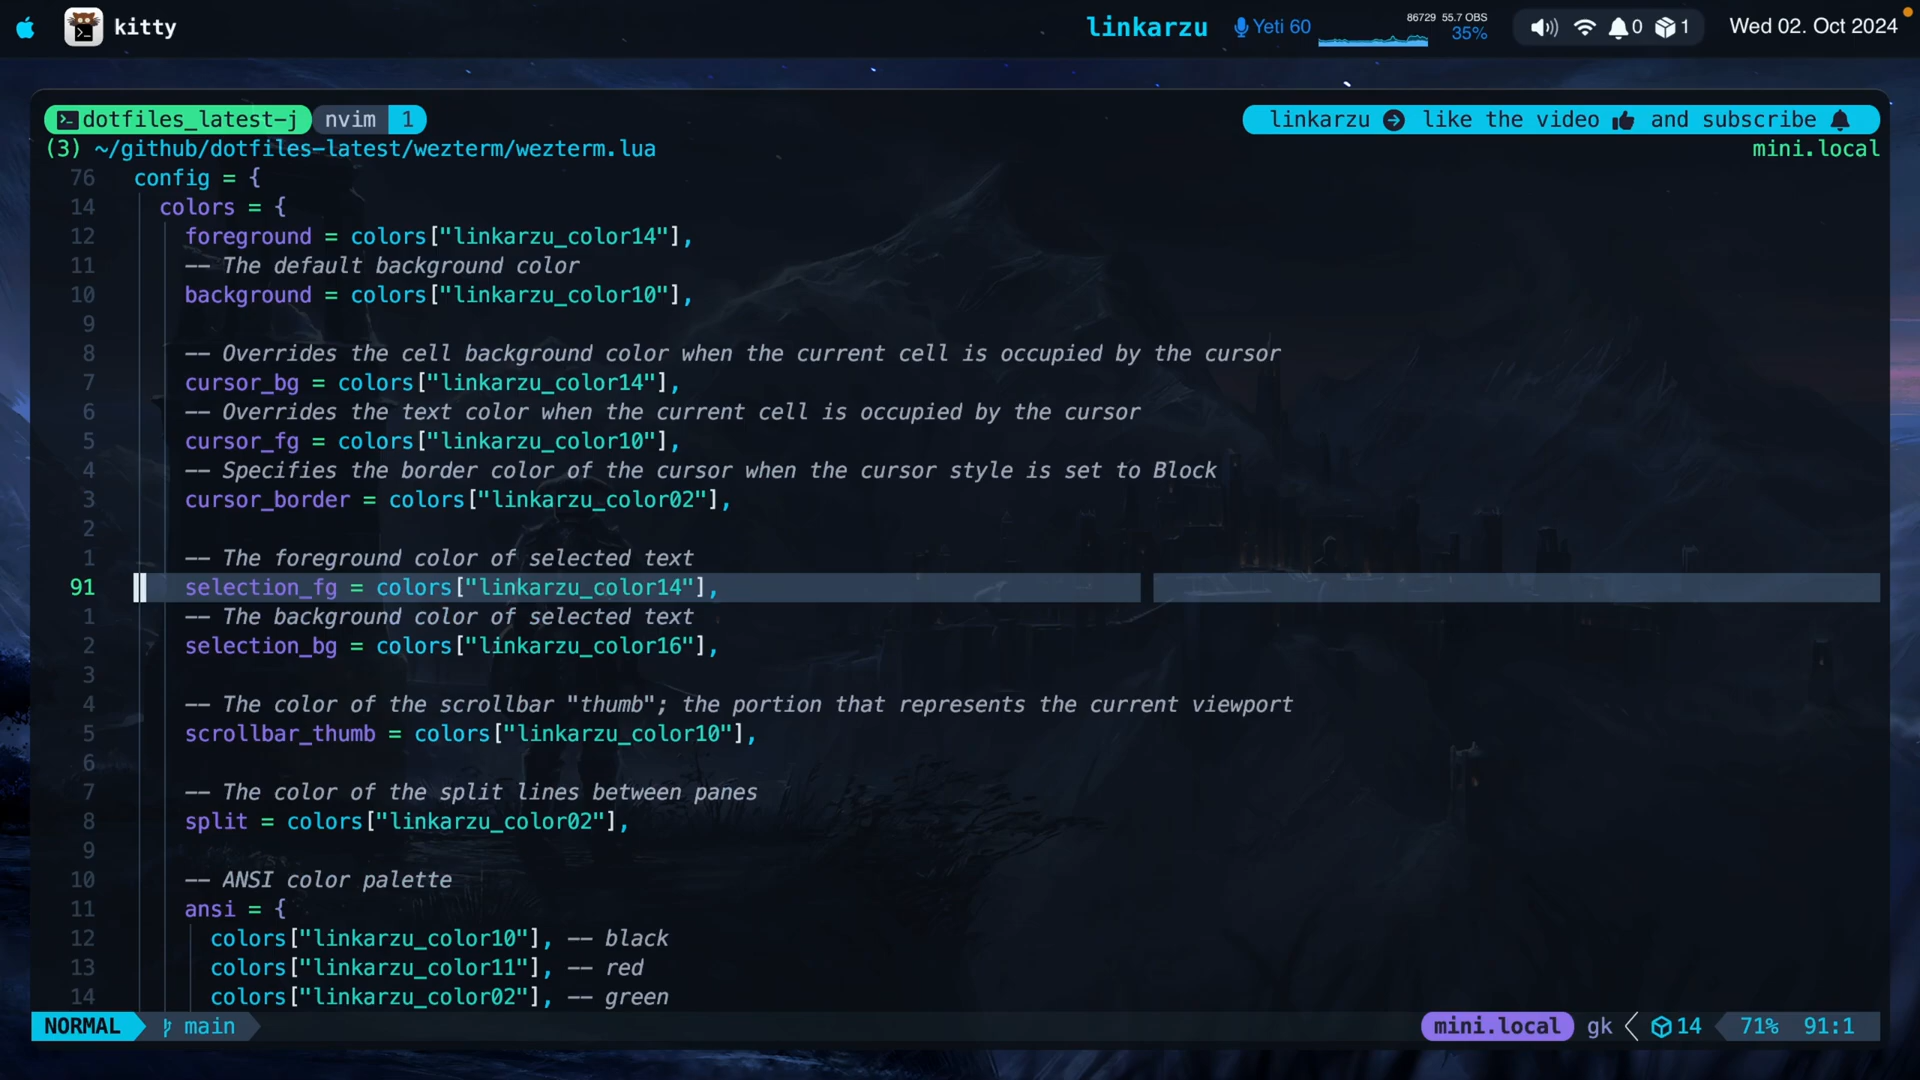 kitty
linkarzu
Yeti 60
86729 55.7 OBS
35%
0
1
Wed 02. Oct 2024
dotfiles_latest-j nvim 1
linkarzu like the video and subscribe
(3) ~/github/dotfiles-latest/wezterm/wezterm.lua
mini.local
76 config = {
14 colors = {
12 foreground = colors["linkarzu_color14"],
11 -- The default background color
10 background = colors["linkarzu_color10"],
9
8 -- Overrides the cell background color when the current cell is occupied by the cursor
7 cursor_bg = colors["linkarzu_color14"],
6 -- Overrides the text color when the current cell is occupied by the cursor
5 cursor_fg = colors["linkarzu_color10"],
4 -- Specifies the border color of the cursor when the cursor style is set to Block
3 cursor_border = colors["linkarzu_color02"],
2
1 -- The foreground color of selected text
91 selection_fg = colors["linkarzu_color14"],
1 -- The background color of selected text
2 selection_bg = colors["linkarzu_color16"],
3
4 -- The color of the scrollbar "thumb"; the portion that represents the current viewport
5 scrollbar_thumb = colors["linkarzu_color10"],
6
7 -- The color of the split lines between panes
8 split = colors["linkarzu_color02"],
9
10 -- ANSI color palette
11 ansi = {
12 colors["linkarzu_color10"], -- black
13 colors["linkarzu_color11"], -- red
14 colors["linkarzu_color02"], -- green
NORMAL main
mini.local gk 14 71% 91:1